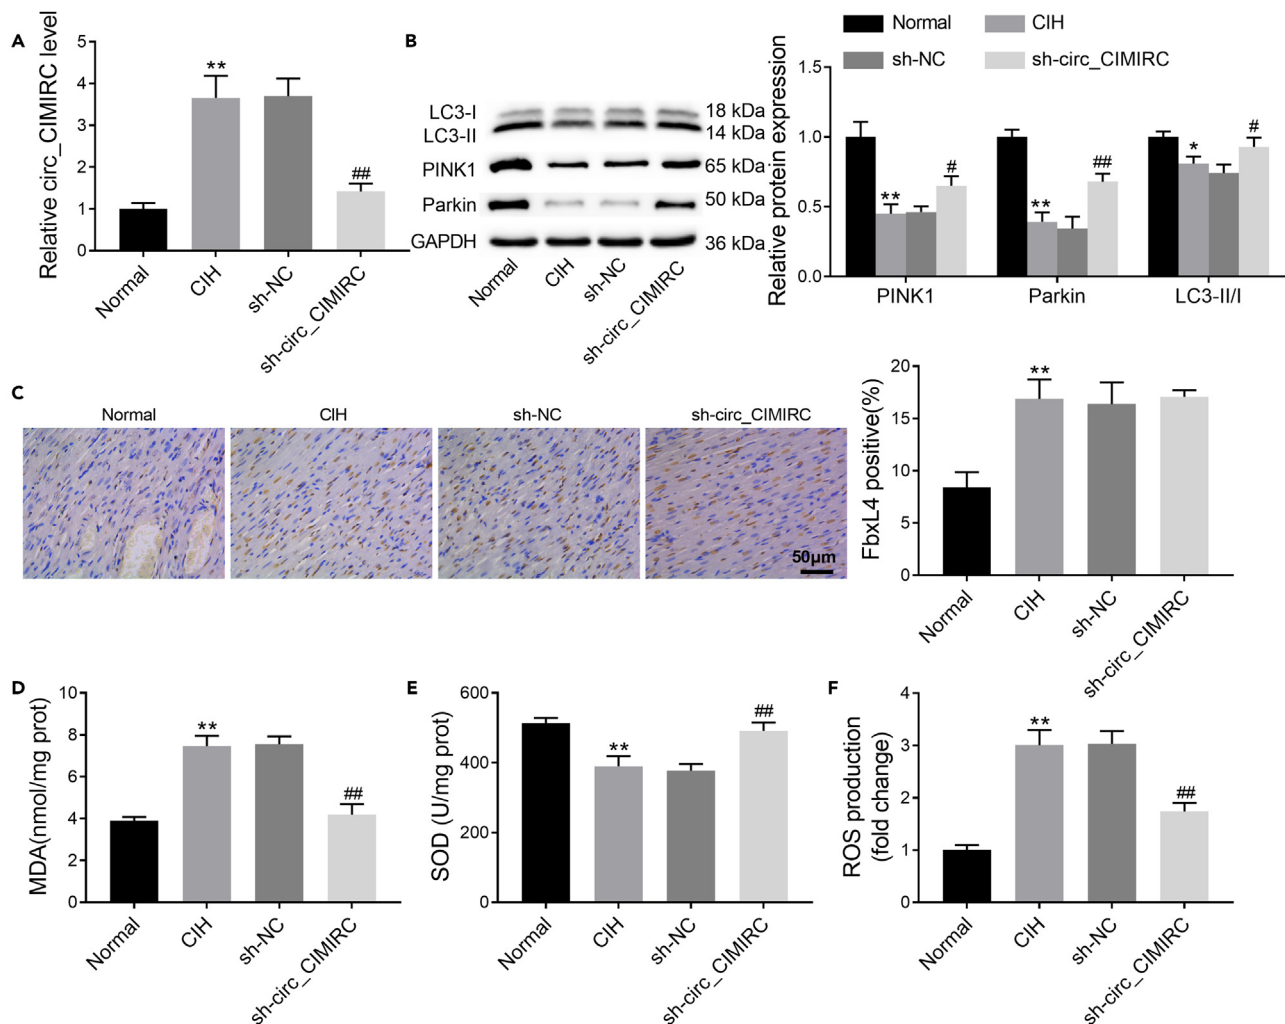 A
Relative circ_CIMIRC level
5
4
3
2
1
0
**
##
Normal
CIH
sh-NC
sh-circ_CIMIRC
B
LC3-I
LC3-II
PINK1
Parkin
GAPDH
18 kDa
14 kDa
65 kDa
50 kDa
36 kDa
Normal
CIH
sh-NC
sh-circ_CIMIRC
Normal
CIH
sh-NC
sh-circ_CIMIRC
Relative protein expression
1.5
1.0
0.5
0.0
**
#
**
##
*
#
PINK1
Parkin
LC3-II/I
C
Normal
CIH
sh-NC
sh-circ_CIMIRC
50μm
FbxL4 positive(%)
20
15
10
5
0
**
Normal
CIH
sh-NC
sh-circ_CIMIRC
D
MDA(nmol/mg prot)
10
8
6
4
2
0
**
##
Normal
CIH
sh-NC
sh-circ_CIMIRC
E
SOD (U/mg prot)
600
400
200
0
**
##
Normal
CIH
sh-NC
sh-circ_CIMIRC
F
ROS production
(fold change)
4
3
2
1
0
**
##
Normal
CIH
sh-NC
sh-circ_CIMIRC